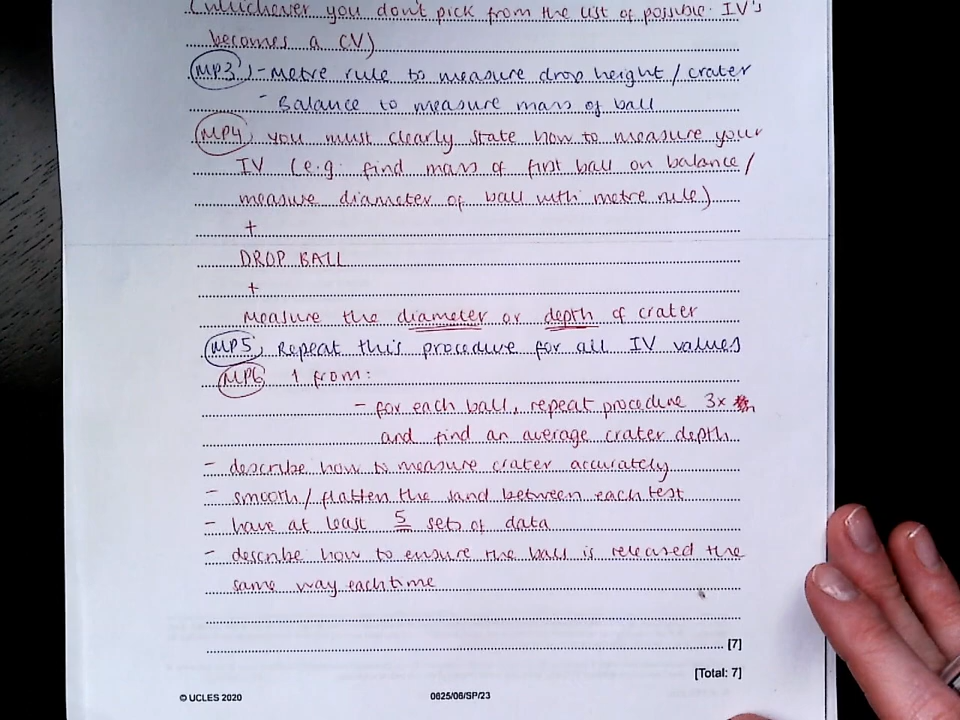 (whichever you don't pick from the list of possible IV's
becomes a CV)
MP3) - Metre rule to measure drop height / crater
- Balance to measure mass of ball
MP4, you must clearly state how to measure your
IV (e.g. find mass of first ball on balance /
measure diameter of ball with metre rule)
+
DROP BALL
+
Measure the diameter or depth of crater
MP5, Repeat this procedure for all IV values
MP6 1 from:
- for each ball, repeat procedure 3x
and find an average crater depth
- describe how to measure crater accurately
- smooth / flatten the sand between each test
- have at least 5 sets of data
- describe how to ensure the ball is released the
same way each time
[7]
[Total: 7]
© UCLES 2020 0625/06/SP/23